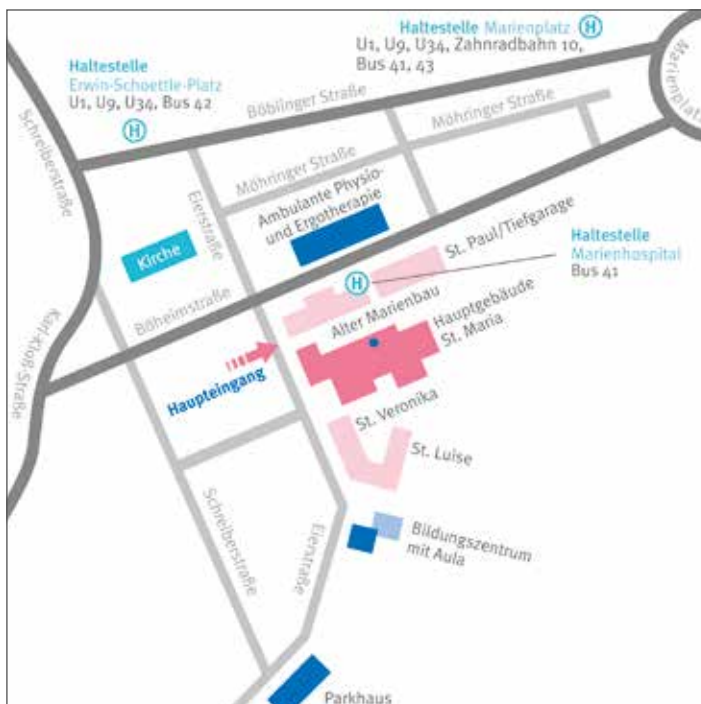 Haltestelle Marienplatz H
U1, U9, U34, Zahnradbahn 10,
Bus 41, 43
Marienplatz
Haltestelle
Erwin-Schoettle-Platz
U1, U9, U34, Bus 42
H
Schreiberstraße
Böblinger Straße
Möhringer Straße
Möhringer Straße
Eierstraße
Ambulante Physio-
und Ergotherapie
Kirche
St. Paul/Tiefgarage
Haltestelle
Marienhospital
Bus 41
H
Böheimstraße
Alter Marienbau
Hauptgebäude
St. Maria
Karl-Kloß-Straße
Haupteingang
St. Veronika
St. Luise
Schreiberstraße
Eierstraße
Bildungszentrum
mit Aula
Parkhaus